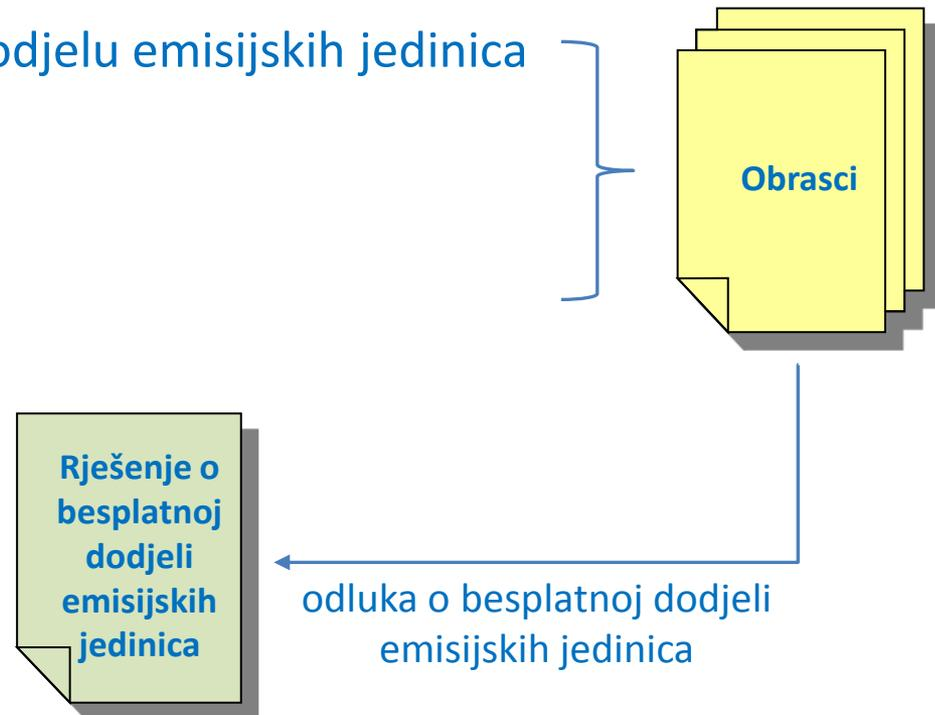 odjelu emisijskih jedinica
Obrasci
Rješenje o
besplatnoj
dodjeli
emisijskih
jedinica
odluka o besplatnoj dodjeli
emisijskih jedinica